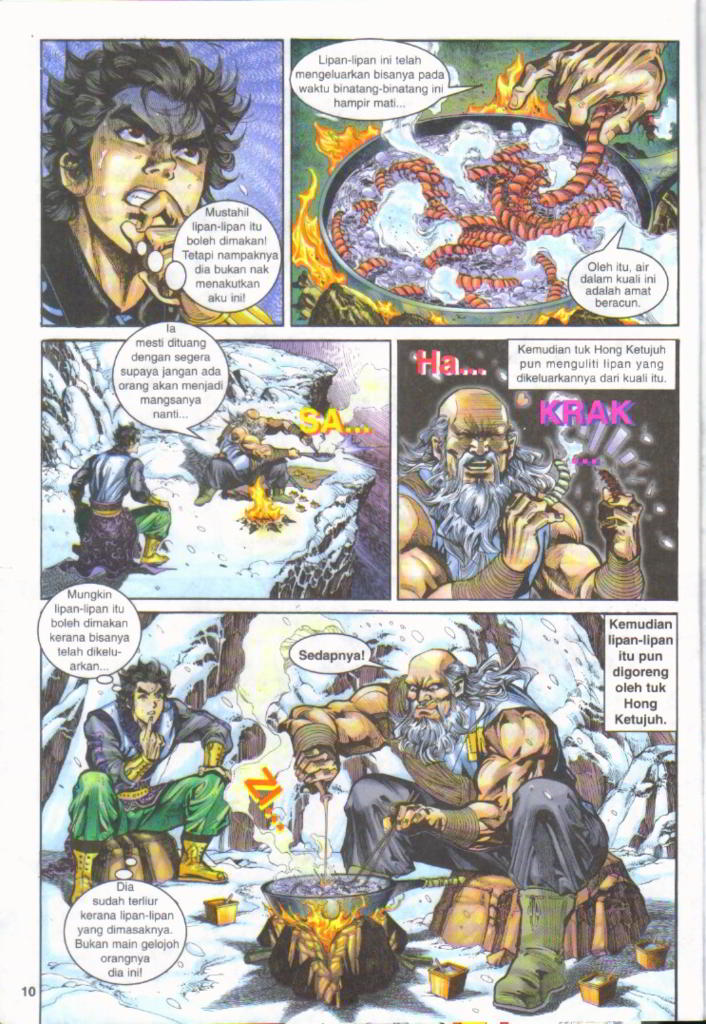 Mustahil
lipan-lipan itu
boleh dimakan!
Tetapi nampaknya
dia bukan nak
menakutkan
aku ini!
Lipan-lipan ini telah
mengeluarkan bisanya pada
waktu binatang-binatang ini
hampir mati...
Oleh itu, air
dalam kuali ini
adalah amat
beracun.
Ia
mesti dituang
dengan segera
supaya jangan ada
orang akan menjadi
mangsanya
nanti...
SA...
Kemudian tuk Hong Ketujuh
pun menguliti lipan yang
dikeluarkannya dari kuali itu.
Ha...
KRAK
...
Mungkin
lipan-lipan itu
boleh dimakan
kerana bisanya
telah dikelu-
arkan...
Sedapnya!
Kemudian
lipan-lipan
itu pun
digoreng
oleh tuk
Hong
Ketujuh.
ZI...
Dia
sudah terliur
kerana lipan-lipan
yang dimasaknya.
Bukan main gelojoh
orangnya
dia ini!
10